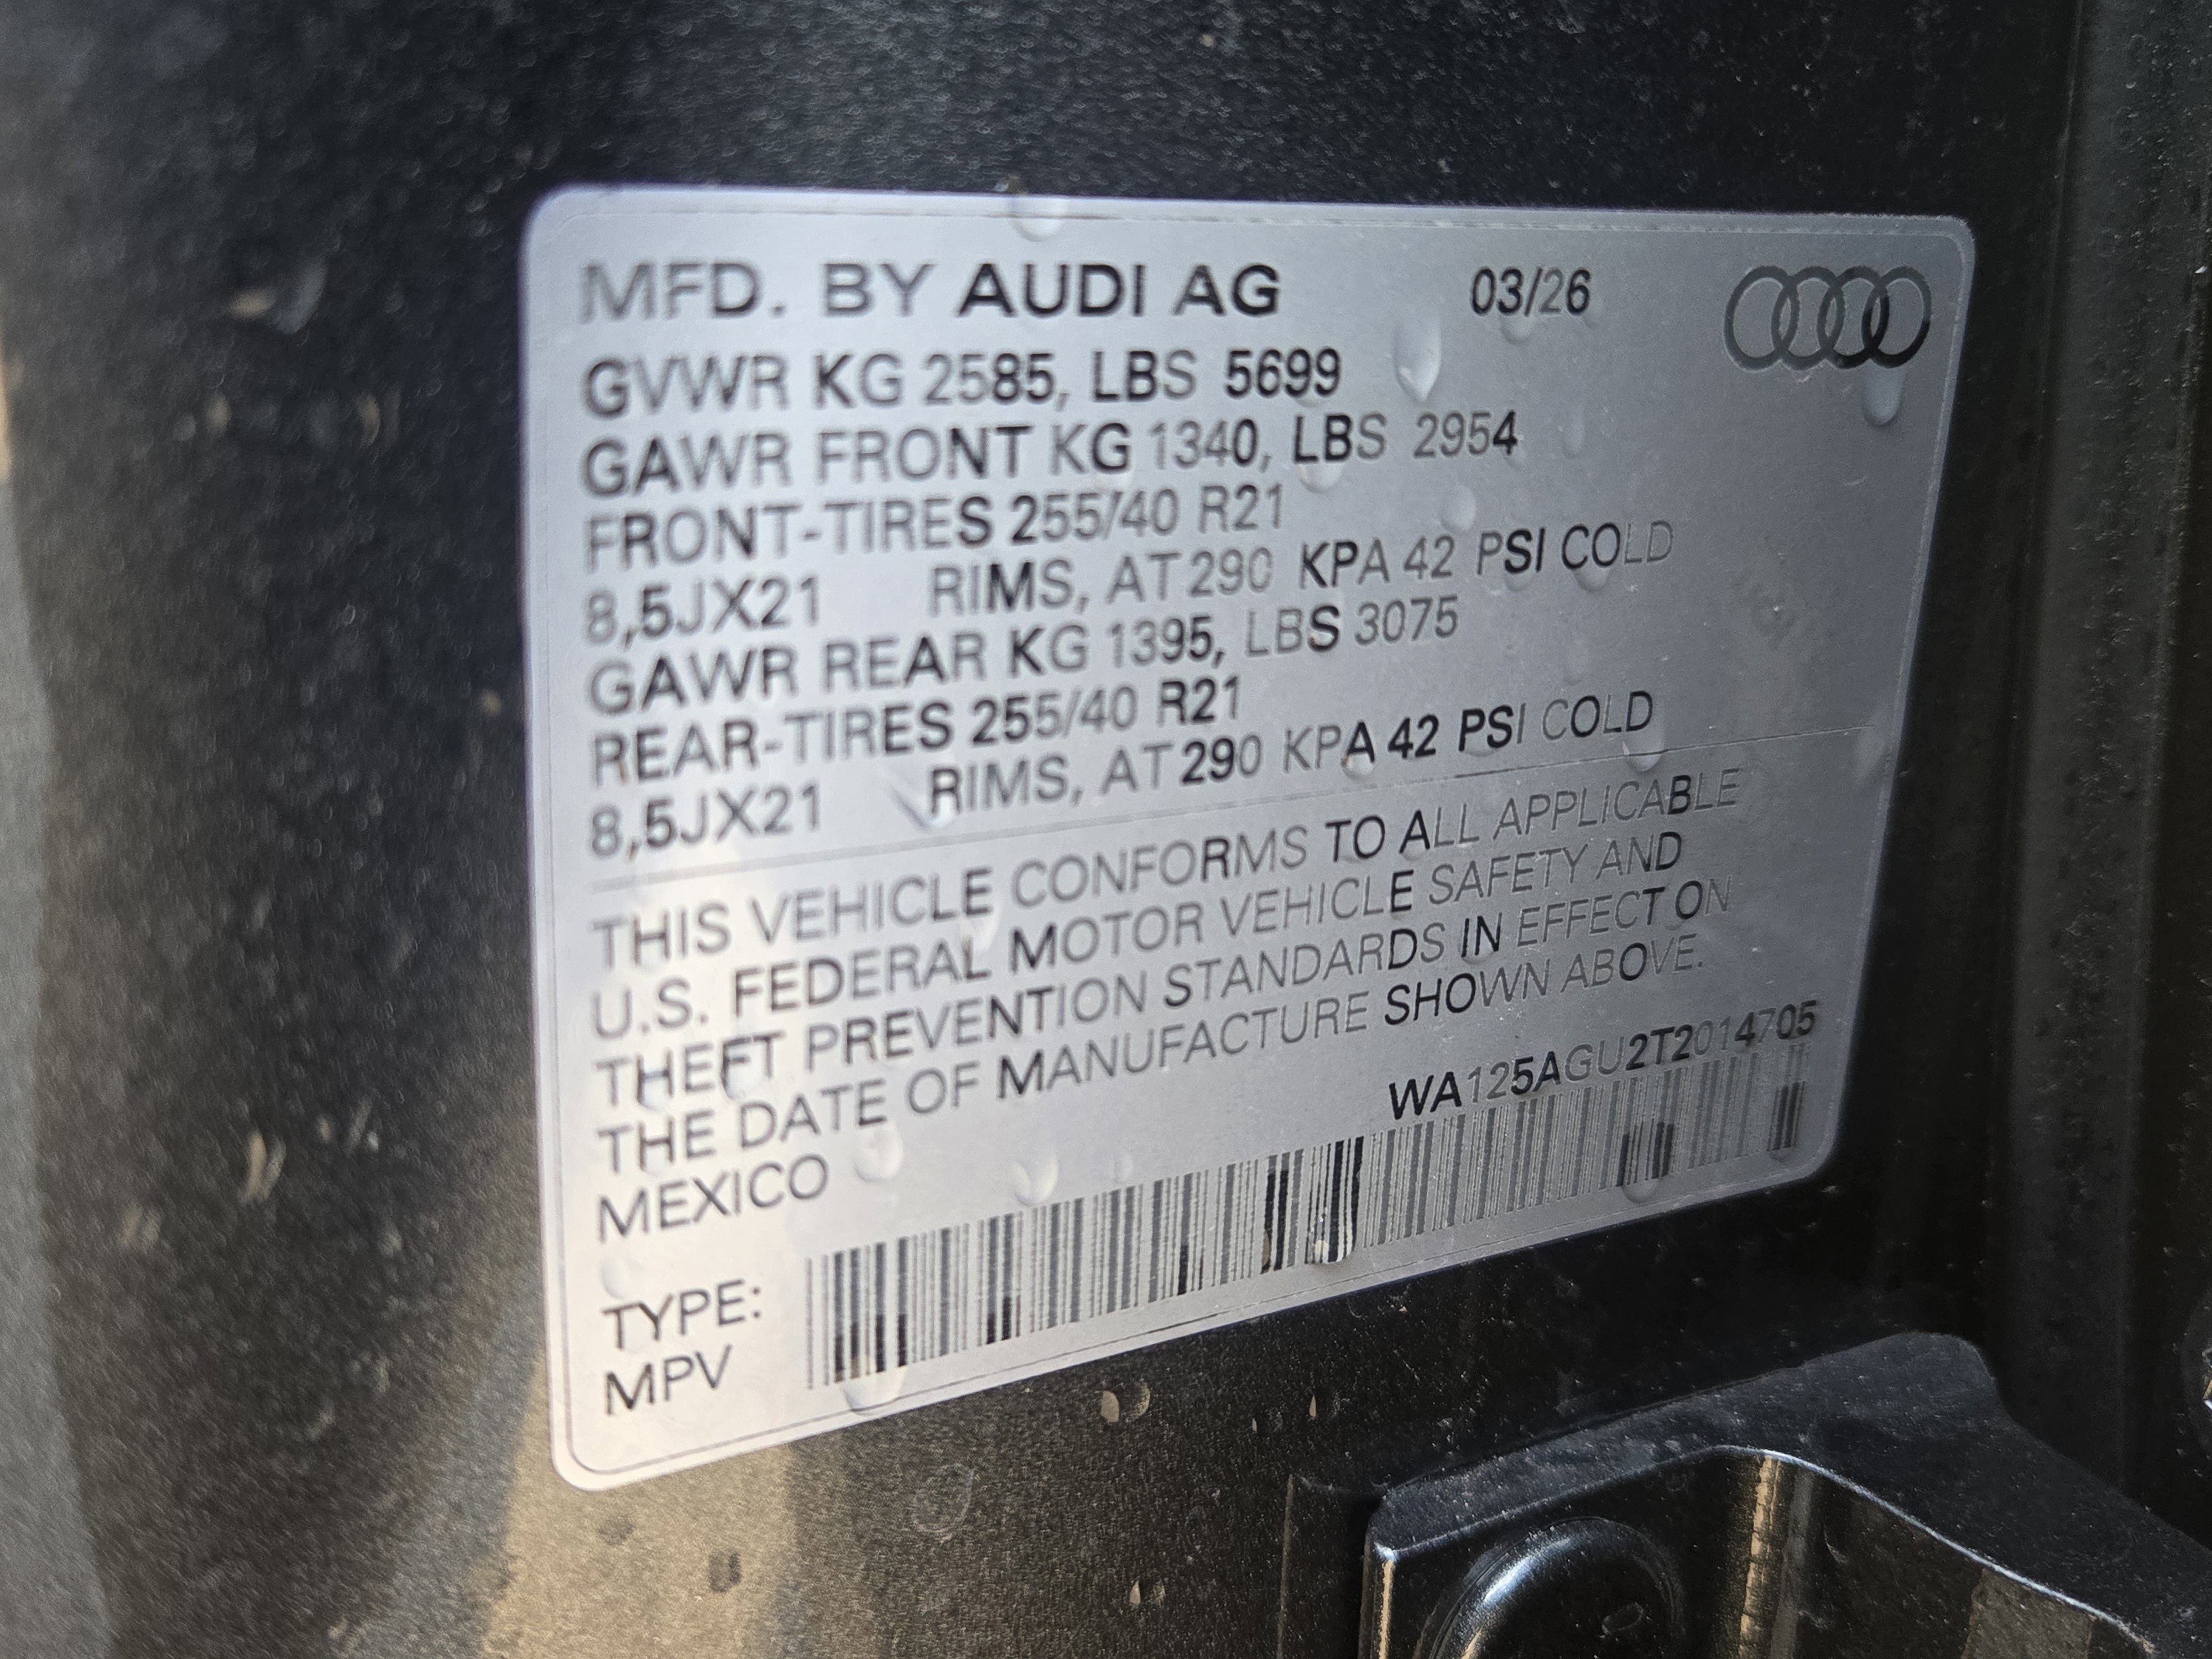 MFD. BY AUDI AG 03/26
GVWR KG 2585, LBS 5699
GAWR FRONT KG 1340, LBS 2954
FRONT-TIRES 255/40 R21
8,5JX21 RIMS, AT 290 KPA 42 PSI COLD
GAWR REAR KG 1395, LBS 3075
REAR-TIRES 255/40 R21
8,5JX21 RIMS, AT 290 KPA 42 PSI COLD
THIS VEHICLE CONFORMS TO ALL APPLICABLE
U.S. FEDERAL MOTOR VEHICLE SAFETY AND
THEFT PREVENTION STANDARDS IN EFFECT ON
THE DATE OF MANUFACTURE SHOWN ABOVE.
MEXICO WA125AGU2T2014705
TYPE:
MPV